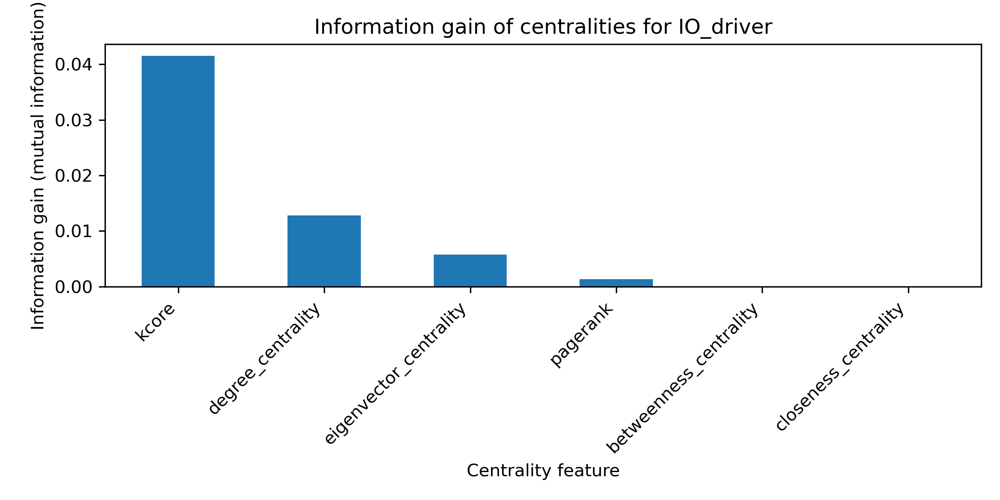 Information gain of centralities for IO_driver
Information gain (mutual information)
0.04
0.03
0.02
0.01
0.00
kcore
degree_centrality
eigenvector_centrality
pagerank
betweenness_centrality
closeness_centrality
Centrality feature